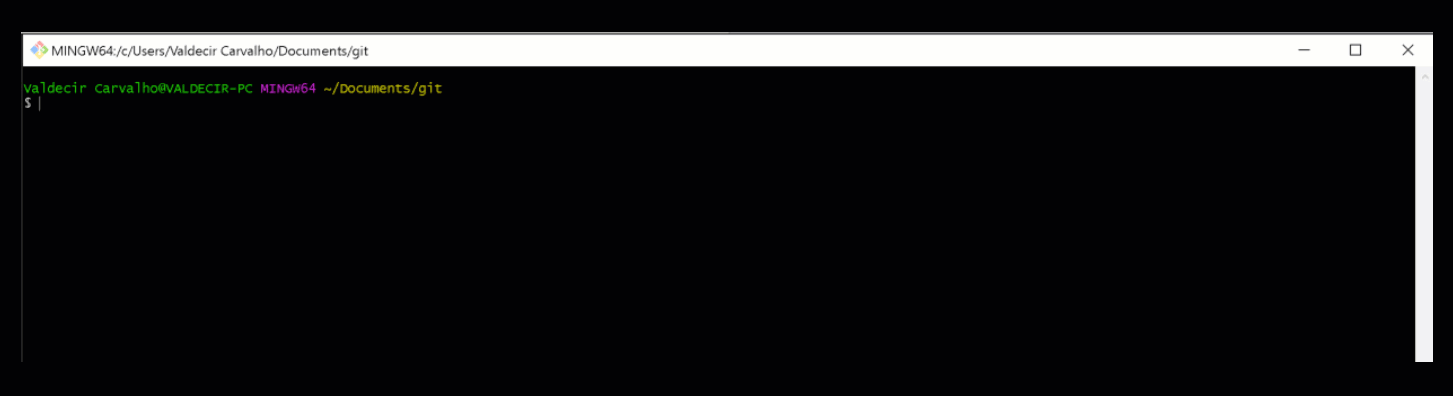 MINGW64:/c/Users/Valdecir Carvalho/Documents/git
Valdecir Carvalho@VALDECIR-PC MINGW64 ~/Documents/git
$